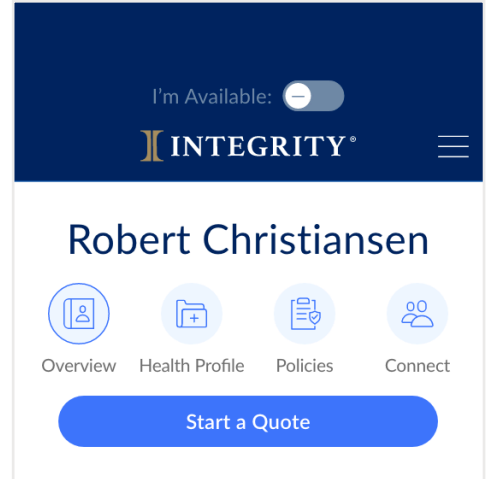 I'm Available:
INTEGRITY®
Robert Christiansen
Overview Health Profile Policies Connect
Start a Quote